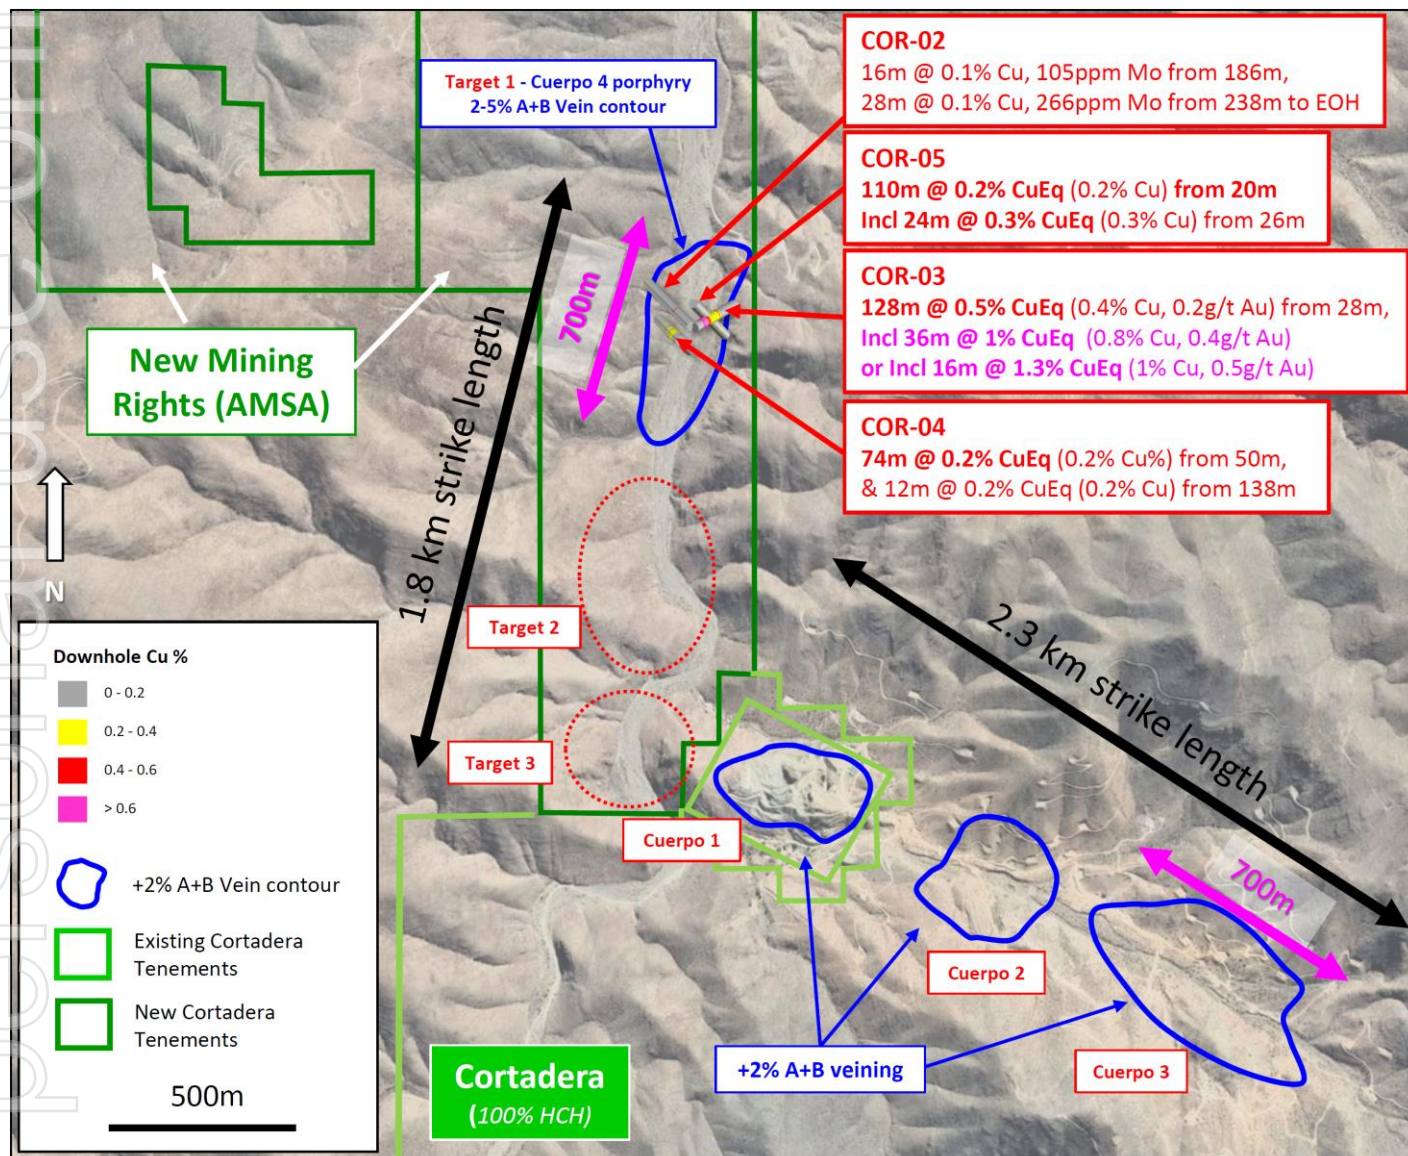 COR-02
16m @ 0.1% Cu, 105ppm Mo from 186m,
28m @ 0.1% Cu, 266ppm Mo from 238m to EOH
Target 1 - Cuerpo 4 porphyry
2-5% A+B Vein contour
COR-05
110m @ 0.2% CuEq (0.2% Cu) from 20m
Incl 24m @ 0.3% CuEq (0.3% Cu) from 26m
COR-03
128m @ 0.5% CuEq (0.4% Cu, 0.2g/t Au) from 28m,
Incl 36m @ 1% CuEq (0.8% Cu, 0.4g/t Au)
or Incl 16m @ 1.3% CuEq (1% Cu, 0.5g/t Au)
COR-04
74m @ 0.2% CuEq (0.2% Cu%) from 50m,
& 12m @ 0.2% CuEq (0.2% Cu) from 138m
New Mining
Rights (AMSA)
700m
1.8 km strike length
N
Target 2
Target 3
2.3 km strike length
700m
Cuerpo 1
Cuerpo 2
Cuerpo 3
+2% A+B veining
Cortadera
(100% HCH)
Downhole Cu %
0 - 0.2
0.2 - 0.4
0.4 - 0.6
> 0.6
+2% A+B Vein contour
Existing Cortadera
Tenements
New Cortadera
Tenements
500m